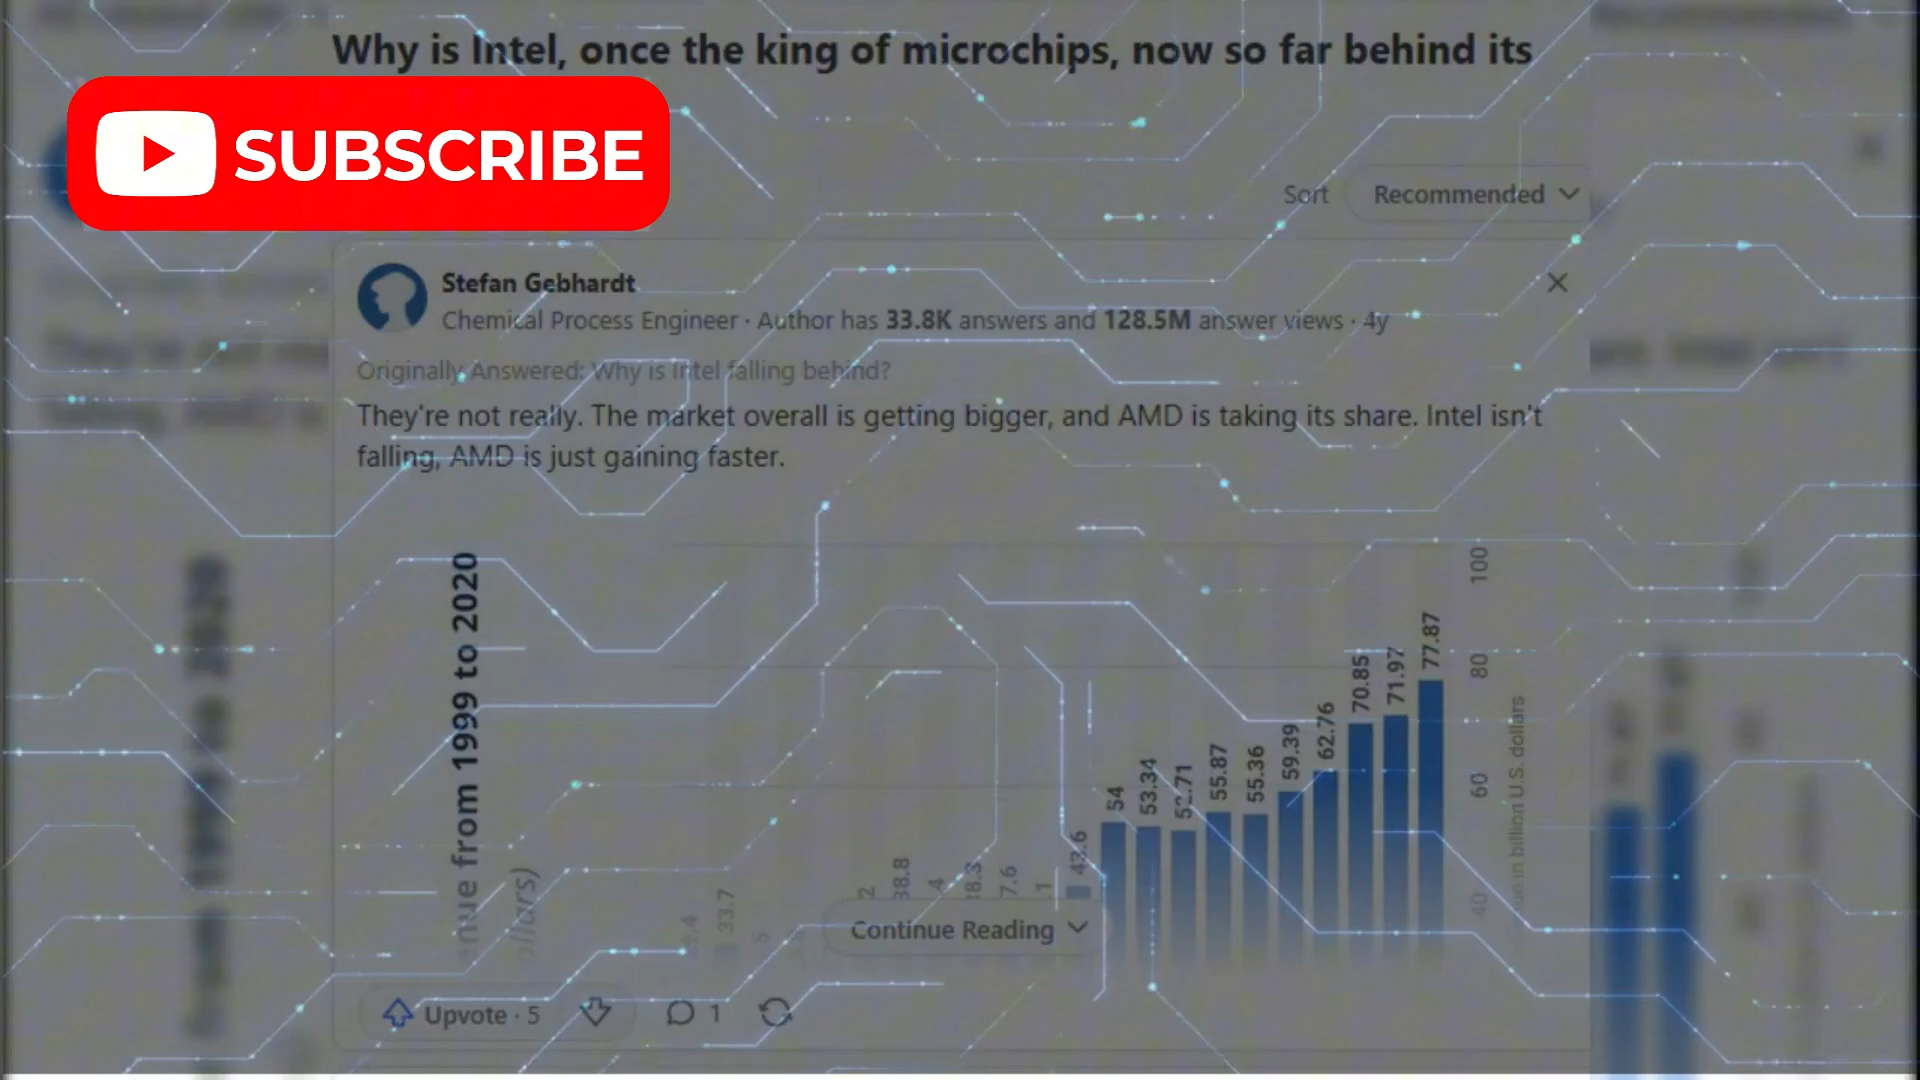 Why is Intel, once the king of microchips, now so far behind its
SUBSCRIBE
Sort Recommended
Stefan Gebhardt
Chemical Process Engineer · Author has 33.8K answers and 128.5M answer views · 4y
Originally Answered: Why is Intel falling behind?
They're not really. The market overall is getting bigger, and AMD is taking its share. Intel isn't
falling, AMD is just gaining faster.
from 1999 to 2020
33.7
43.6
54
53.34
52.71
55.87
55.36
59.39
62.76
70.85
71.97
77.87
100
80
60
40
in billion U.S. dollars
Continue Reading
Upvote · 5
1